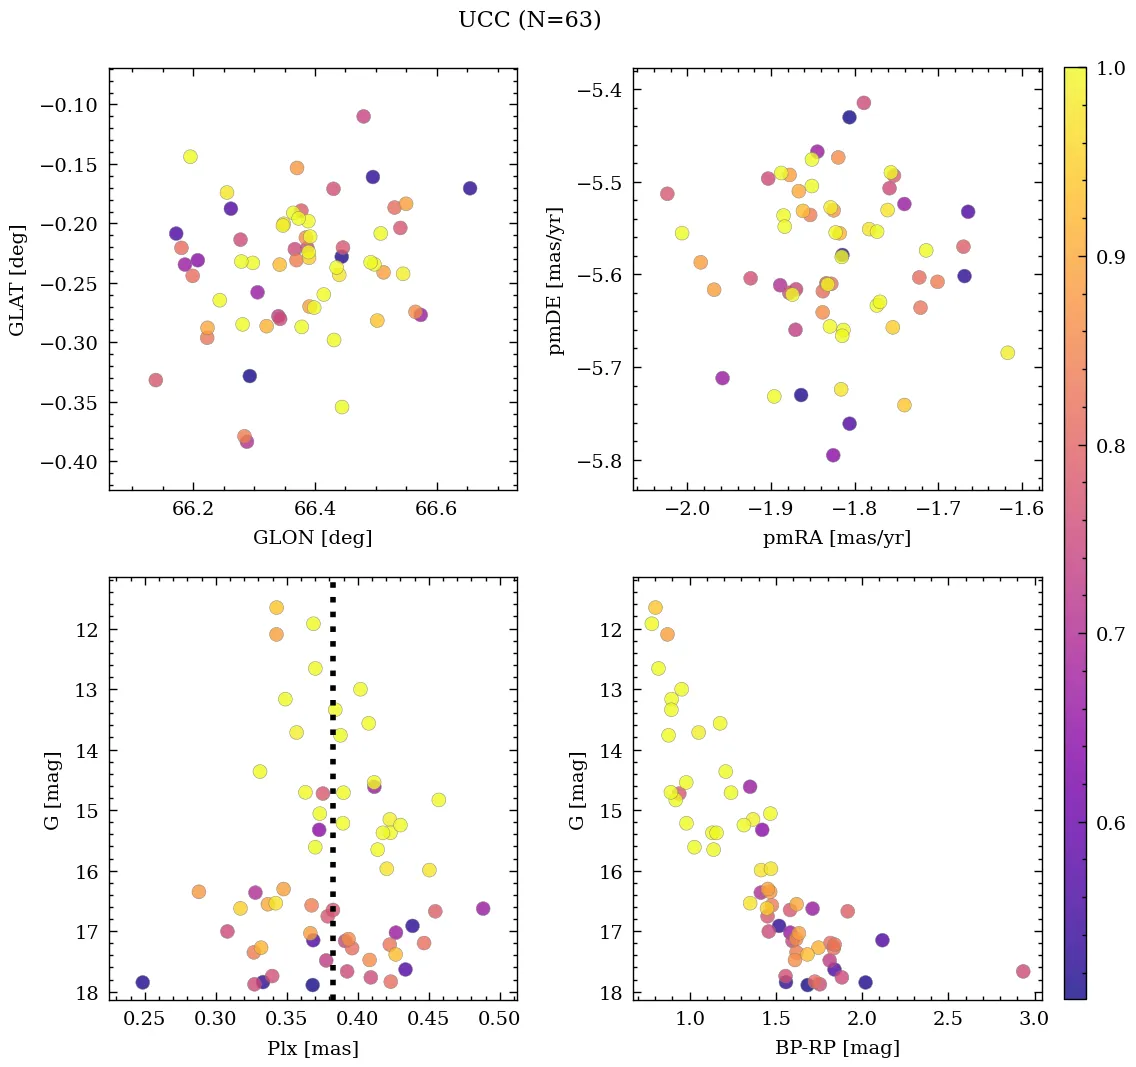 UCC (N=63)
−0.10
−0.15
−0.20
−0.25
−0.30
−0.35
−0.40
GLAT [deg]
66.2 66.4 66.6
GLON [deg]
−5.4
−5.5
−5.6
−5.7
−5.8
pmDE [mas/yr]
−2.0 −1.9 −1.8 −1.7 −1.6
pmRA [mas/yr]
12
13
14
15
16
17
18
G [mag]
0.25 0.30 0.35 0.40 0.45 0.50
Plx [mas]
12
13
14
15
16
17
18
G [mag]
1.0 1.5 2.0 2.5 3.0
BP-RP [mag]
1.0
0.9
0.8
0.7
0.6